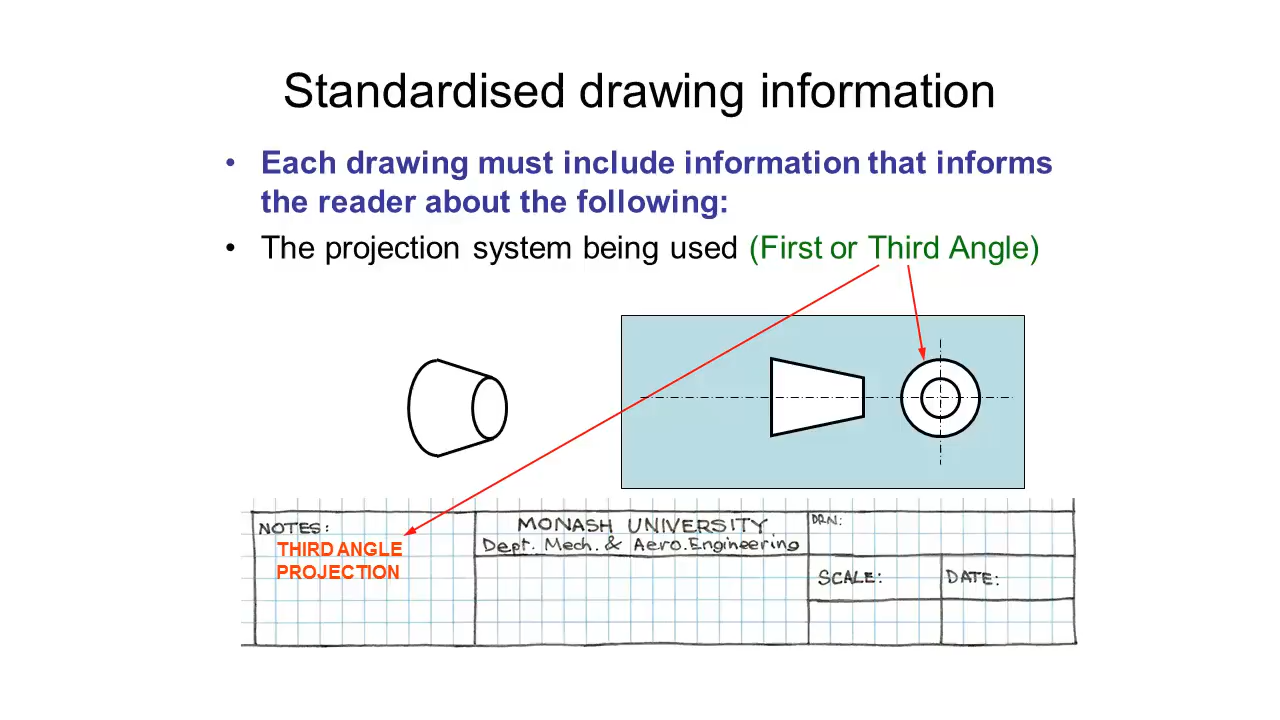 Standardised drawing information
• Each drawing must include information that informs
the reader about the following:
• The projection system being used (First or Third Angle)
NOTES:
THIRD ANGLE
PROJECTION
MONASH UNIVERSITY
Dept. Mech. & Aero. Engineering
DRN:
SCALE:
DATE: